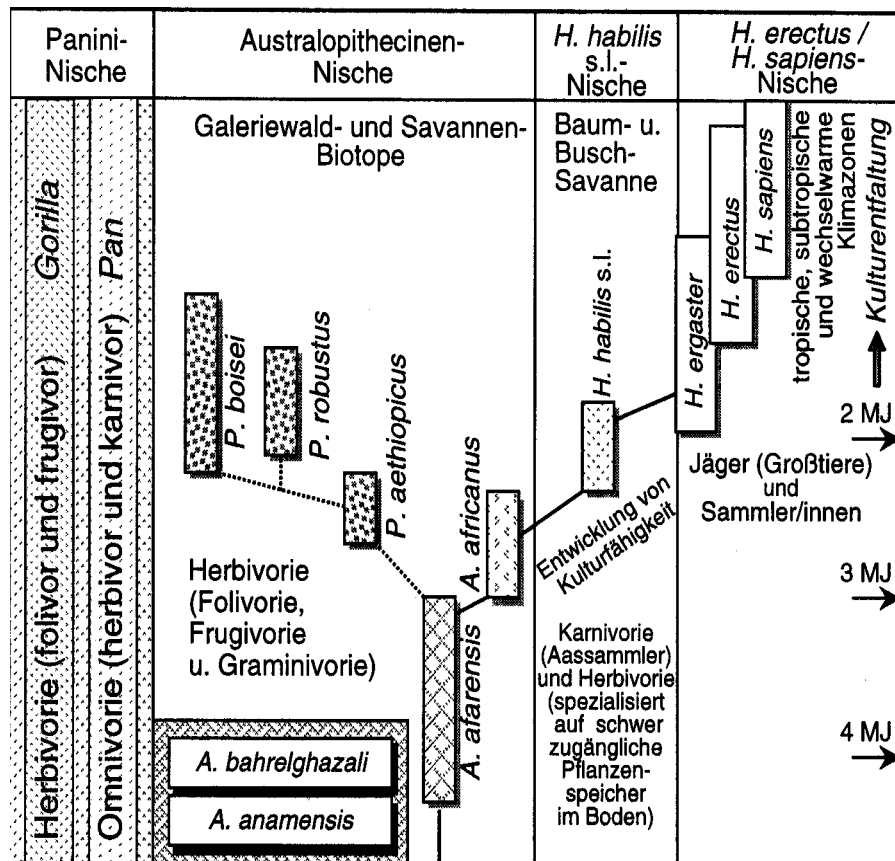 Panini-
Nische
Australopithecinen-
Nische
H. habilis
s.l.-
Nische
H. erectus /
H. sapiens-
Nische
Herbivorie (folivor und frugivor) Gorilla
Omnivorie (herbivor und karnivor) Pan
Galeriewald- und Savannen-
Biotope
P. boisei
P. robustus
P. aethiopicus
A. africanus
A. afarensis
Herbivorie
(Folivorie,
Frugivorie
u. Graminivorie)
A. bahrelghazali
A. anamensis
Baum- u.
Busch-
Savanne
H. habilis s.l.
Entwicklung von
Kulturfähigkeit
Karnivorie
(Aassammler)
und Herbivorie
(spezialisiert
auf schwer
zugängliche
Pflanzen-
speicher
im Boden)
H. ergaster
H. erectus
H. sapiens
tropische, subtropische
und wechselwarme
Klimazonen
Kulturentfaltung
2 MJ
Jäger (Großtiere)
und
Sammler/innen
3 MJ
4 MJ